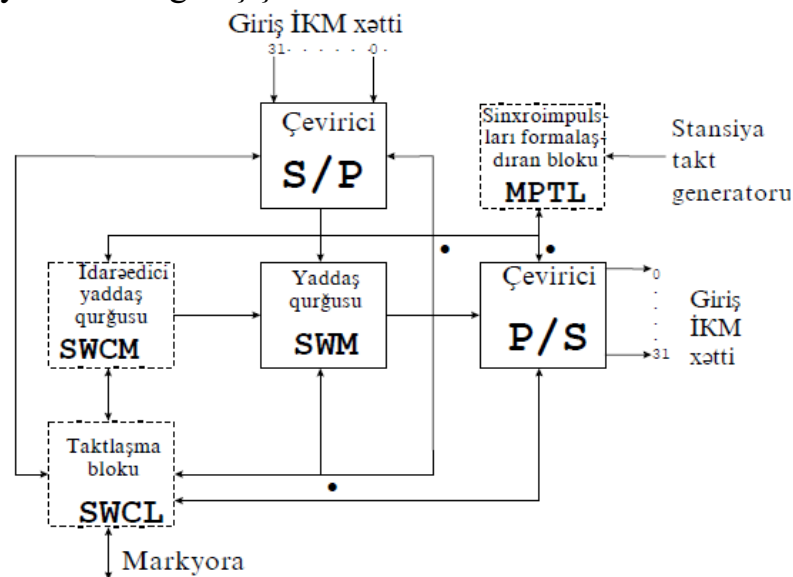 Giriş İKM xətti
31 · · · · · 0 ·
Çevirici
S/P
Sinxroimpuls-
ları formalaş-
dıran bloku
MPTL
Stansiya
takt
generatoru
İdarəedici
yaddaş
qurğusu
SWCM
Yaddaş
qurğusu
SWM
Çevirici
P/S
0
31
Giriş
İKM
xətti
Taktlaşma
bloku
SWCL
Markyora